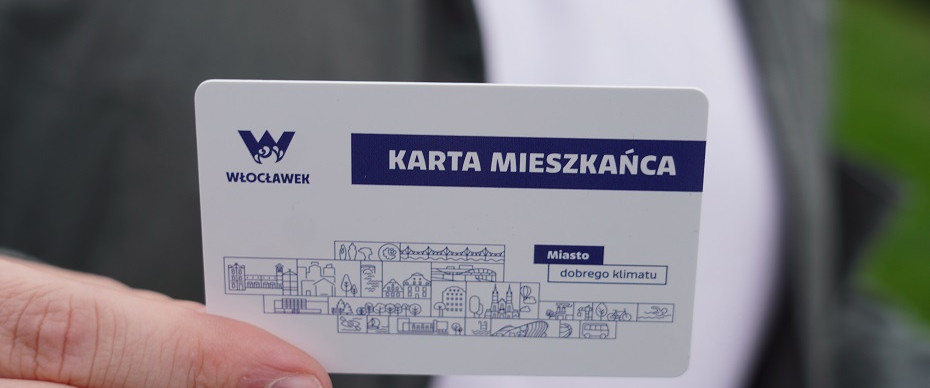 WŁOCŁAWEK
KARTA MIESZKAŃCA
Miasto
dobrego klimatu